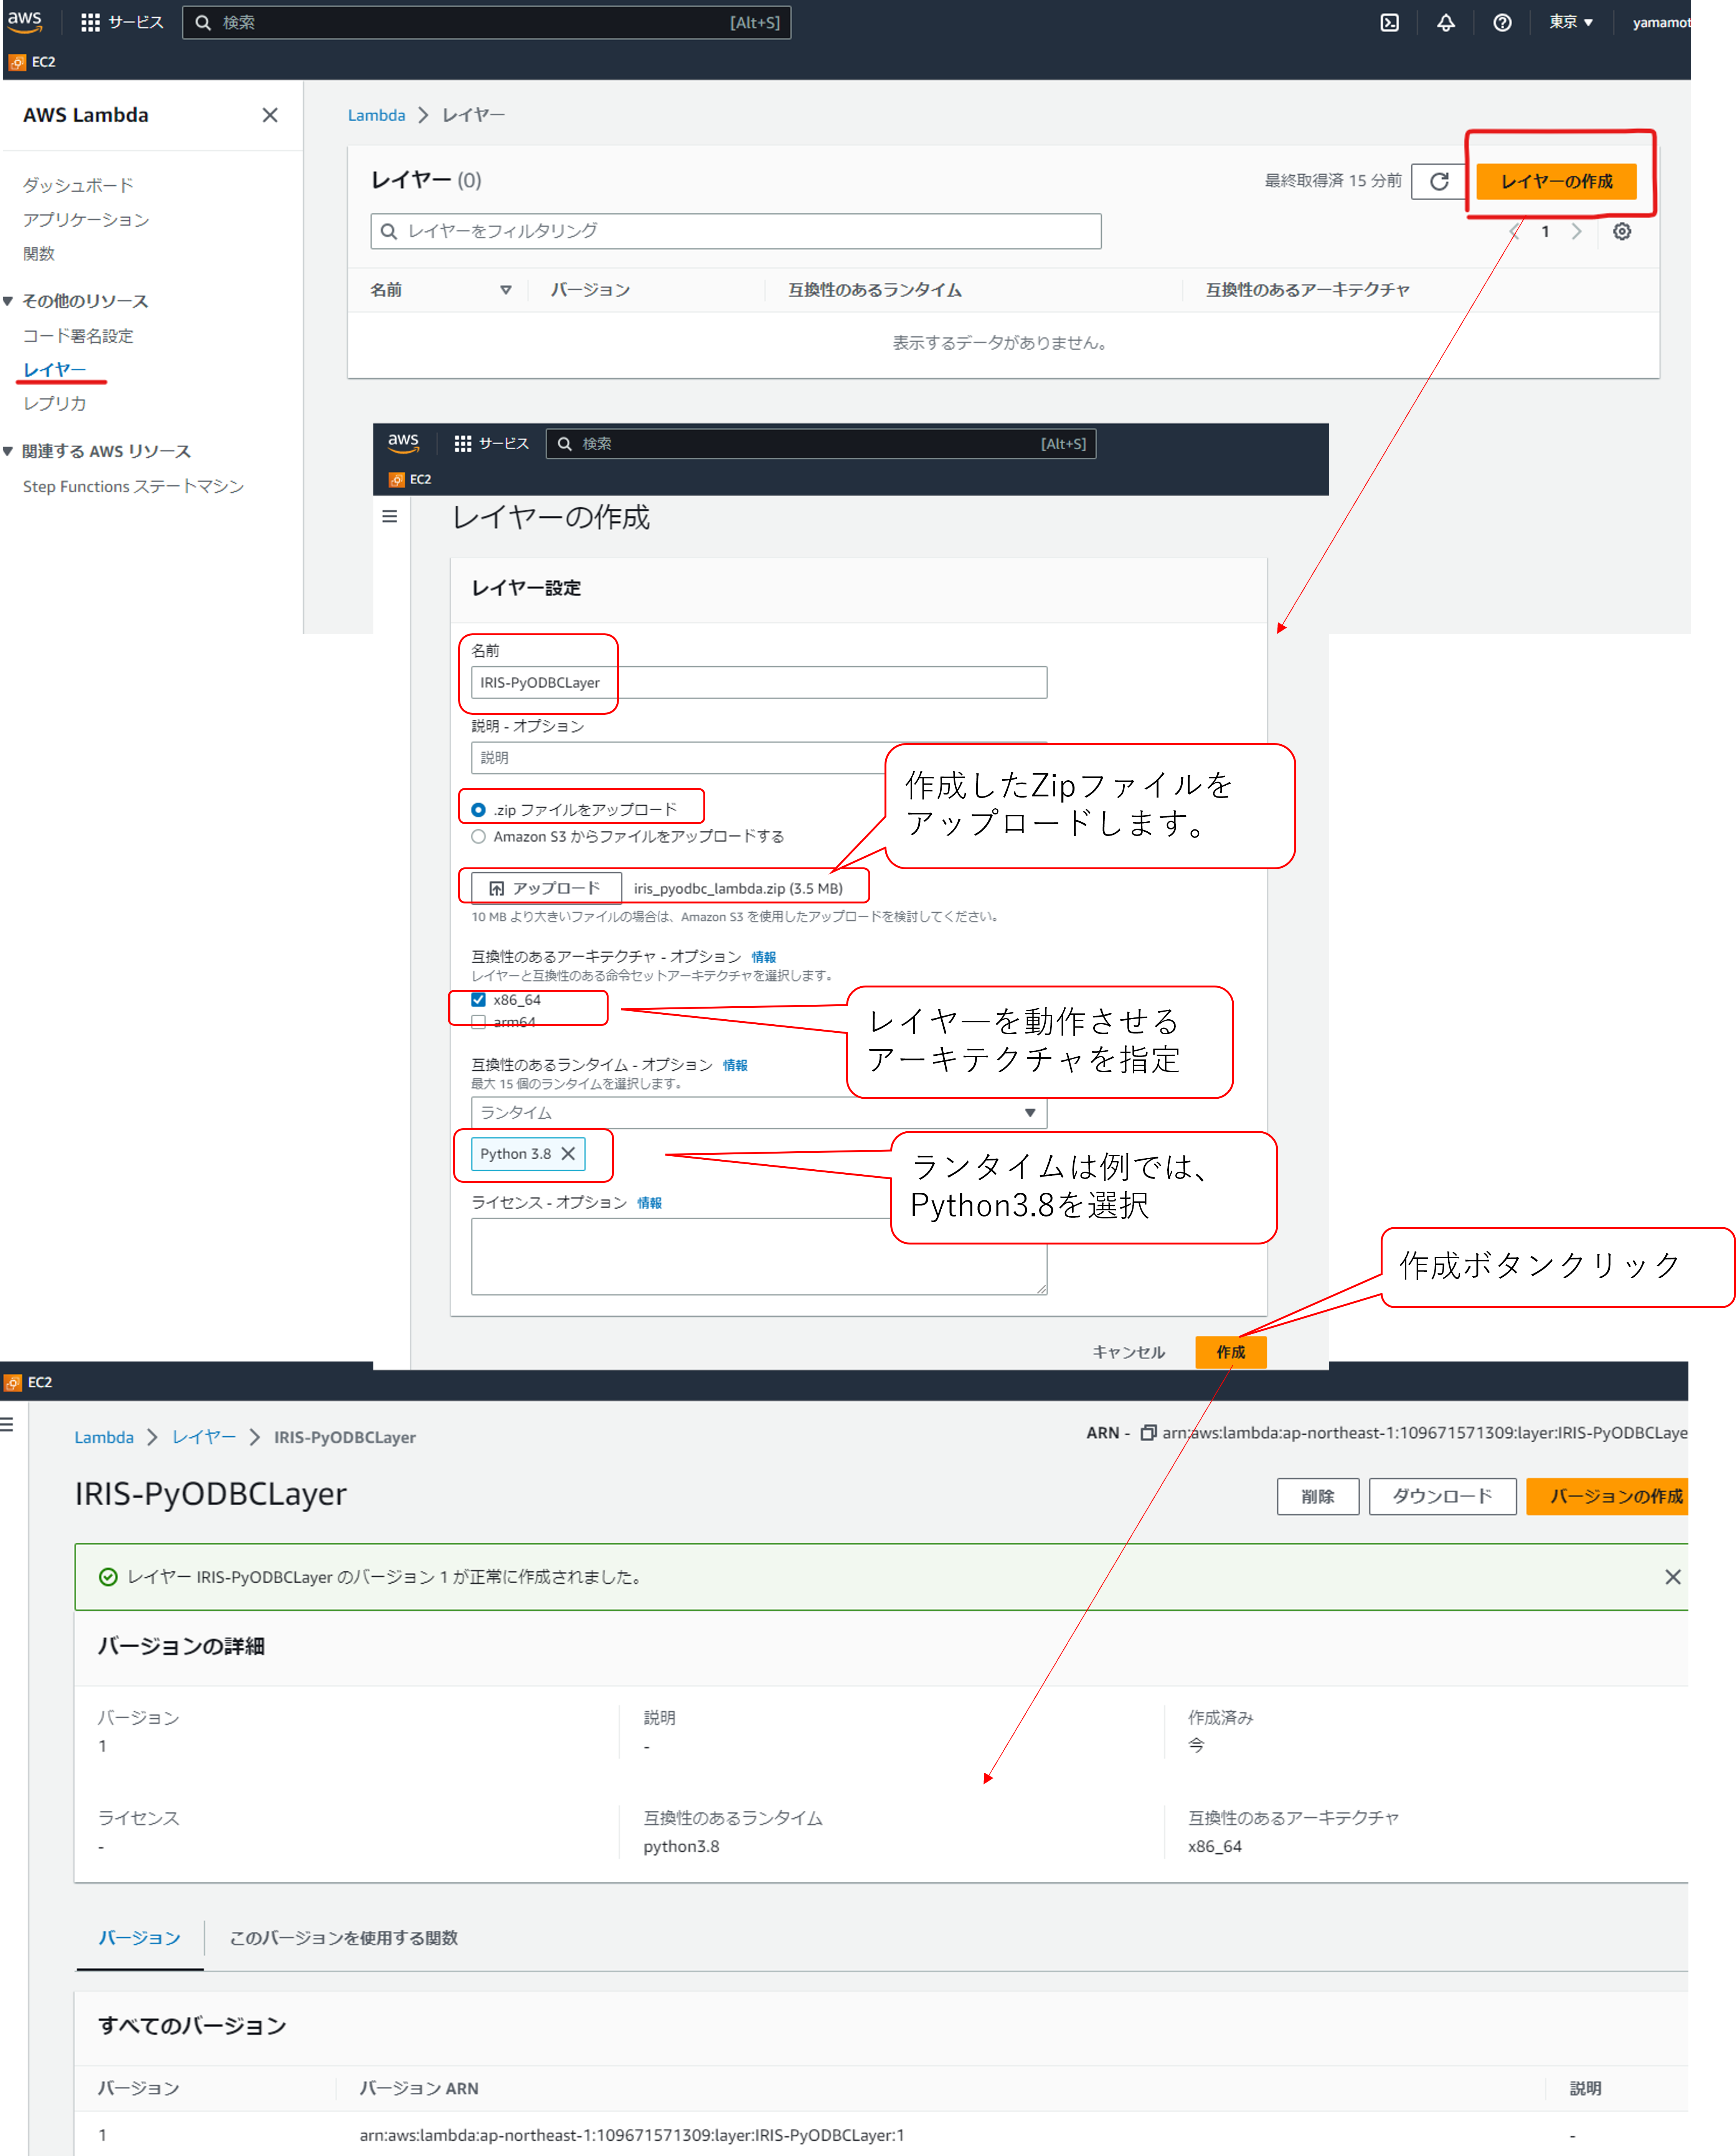 aws サービス 検索 [Alt+S] 東京 ▼ yamamot
EC2
AWS Lambda
ダッシュボード
アプリケーション
関数
その他のリソース
コード署名設定
レイヤー
レプリカ
関連する AWS リソース
Step Functions ステートマシン
Lambda > レイヤー
レイヤー (0)
最終取得済 15 分前
レイヤーの作成
レイヤーをフィルタリング
1
名前 バージョン 互換性のあるランタイム 互換性のあるアーキテクチャ
表示するデータがありません。
aws サービス 検索 [Alt+S]
EC2
レイヤーの作成
レイヤー設定
名前
IRIS-PyODBCLayer
説明 - オプション
説明
.zip ファイルをアップロード
Amazon S3 からファイルをアップロードする
作成したZipファイルを
アップロードします。
アップロード iris_pyodbc_lambda.zip (3.5 MB)
10 MB より大きいファイルの場合は、Amazon S3 を使用したアップロードを検討してください。
互換性のあるアーキテクチャ - オプション 情報
レイヤーと互換性のある命令セットアーキテクチャを選択します。
x86_64
arm64
レイヤーを動作させる
アーキテクチャを指定
互換性のあるランタイム - オプション 情報
最大 15 個のランタイムを選択します。
ランタイム
Python 3.8
ランタイムは例では、
Python3.8を選択
ライセンス - オプション 情報
作成ボタンクリック
キャンセル 作成
EC2
Lambda > レイヤー > IRIS-PyODBCLayer
ARN - arn:aws:lambda:ap-northeast-1:109671571309:layer:IRIS-PyODBCLaye
IRIS-PyODBCLayer
削除 ダウンロード バージョンの作成
レイヤー IRIS-PyODBCLayer のバージョン 1 が正常に作成されました。
バージョンの詳細
バージョン 説明 作成済み
1 - 今
ライセンス 互換性のあるランタイム 互換性のあるアーキテクチャ
- python3.8 x86_64
バージョン このバージョンを使用する関数
すべてのバージョン
バージョン バージョン ARN 説明
1 arn:aws:lambda:ap-northeast-1:109671571309:layer:IRIS-PyODBCLayer:1 -